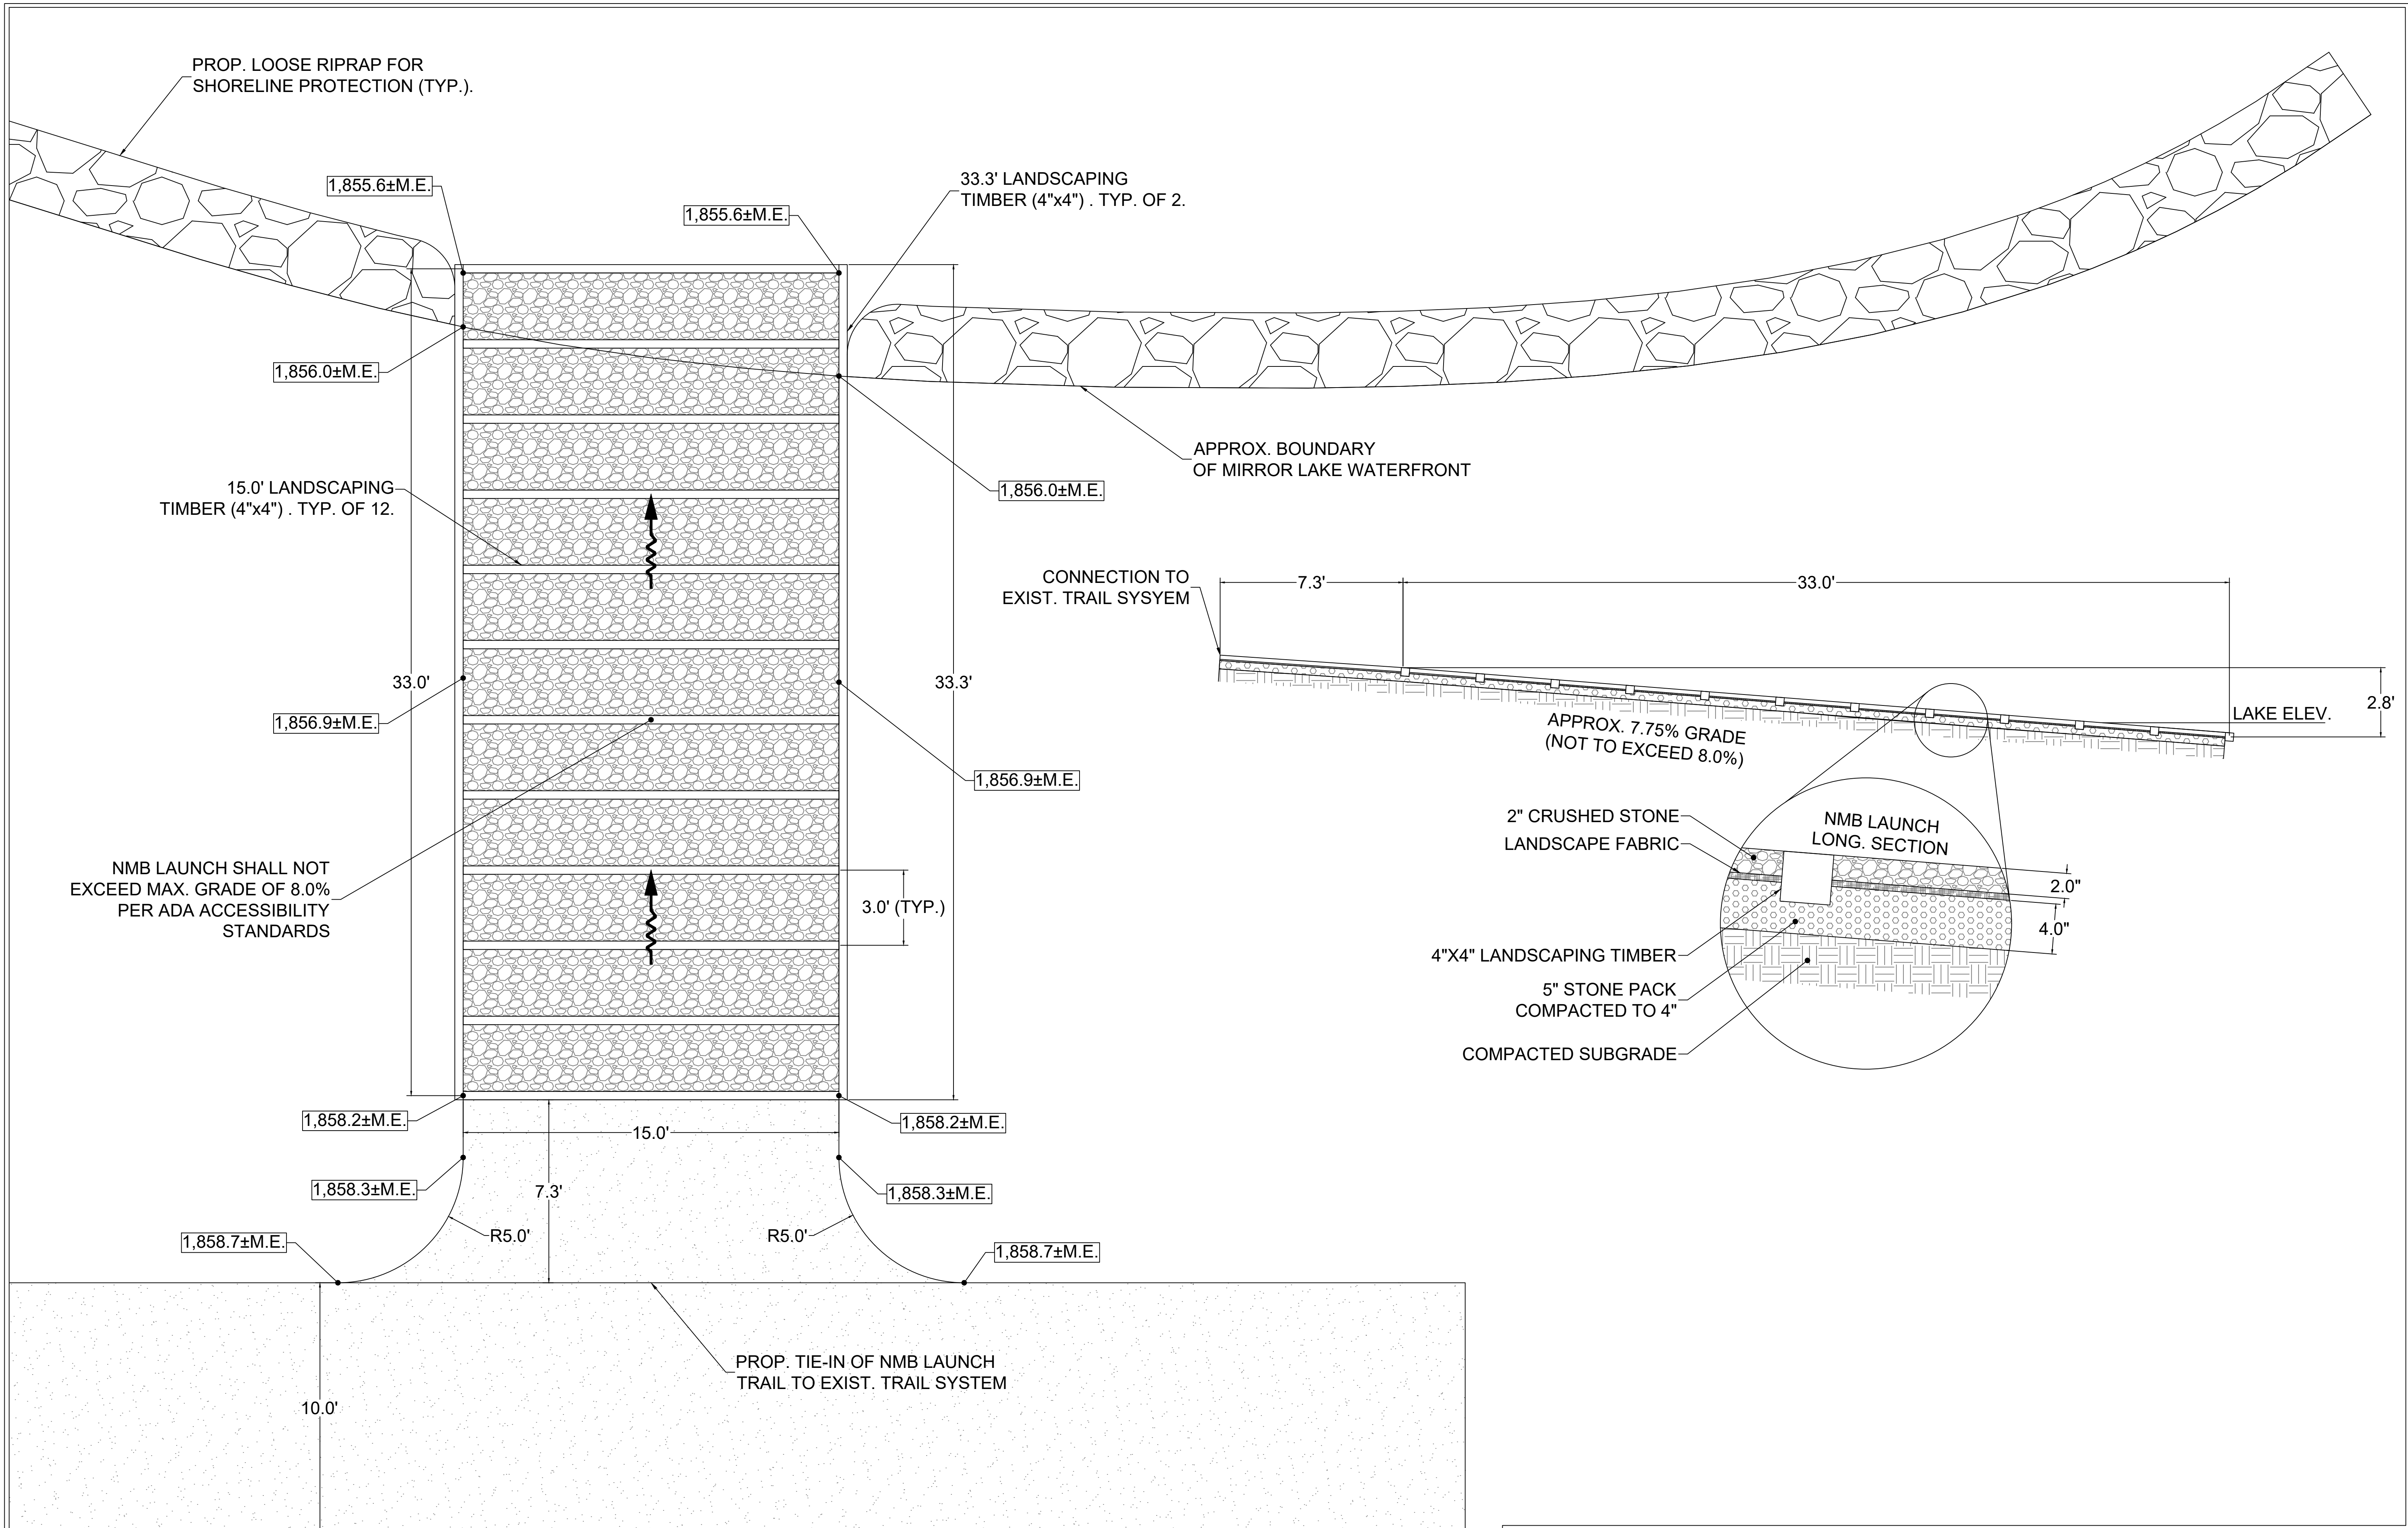 PROP. LOOSE RIPRAP FOR
SHORELINE PROTECTION (TYP.).
1,855.6±M.E.
1,855.6±M.E.
33.3' LANDSCAPING
TIMBER (4"x4") . TYP. OF 2.
1,856.0±M.E.
APPROX. BOUNDARY
OF MIRROR LAKE WATERFRONT
1,856.0±M.E.
15.0' LANDSCAPING
TIMBER (4"x4") . TYP. OF 12.
33.0'
33.3'
1,856.9±M.E.
1,856.9±M.E.
NMB LAUNCH SHALL NOT
EXCEED MAX. GRADE OF 8.0%
PER ADA ACCESSIBILITY
STANDARDS
3.0' (TYP.)
1,858.2±M.E.
1,858.2±M.E.
15.0'
1,858.3±M.E.
7.3'
1,858.3±M.E.
R5.0'
R5.0'
1,858.7±M.E.
1,858.7±M.E.
PROP. TIE-IN OF NMB LAUNCH
TRAIL TO EXIST. TRAIL SYSTEM
10.0'
CONNECTION TO
EXIST. TRAIL SYSYEM
7.3'
33.0'
2.8'
LAKE ELEV.
APPROX. 7.75% GRADE
(NOT TO EXCEED 8.0%)
NMB LAUNCH
LONG. SECTION
2" CRUSHED STONE
LANDSCAPE FABRIC
2.0"
4.0"
4"X4" LANDSCAPING TIMBER
5" STONE PACK
COMPACTED TO 4"
COMPACTED SUBGRADE